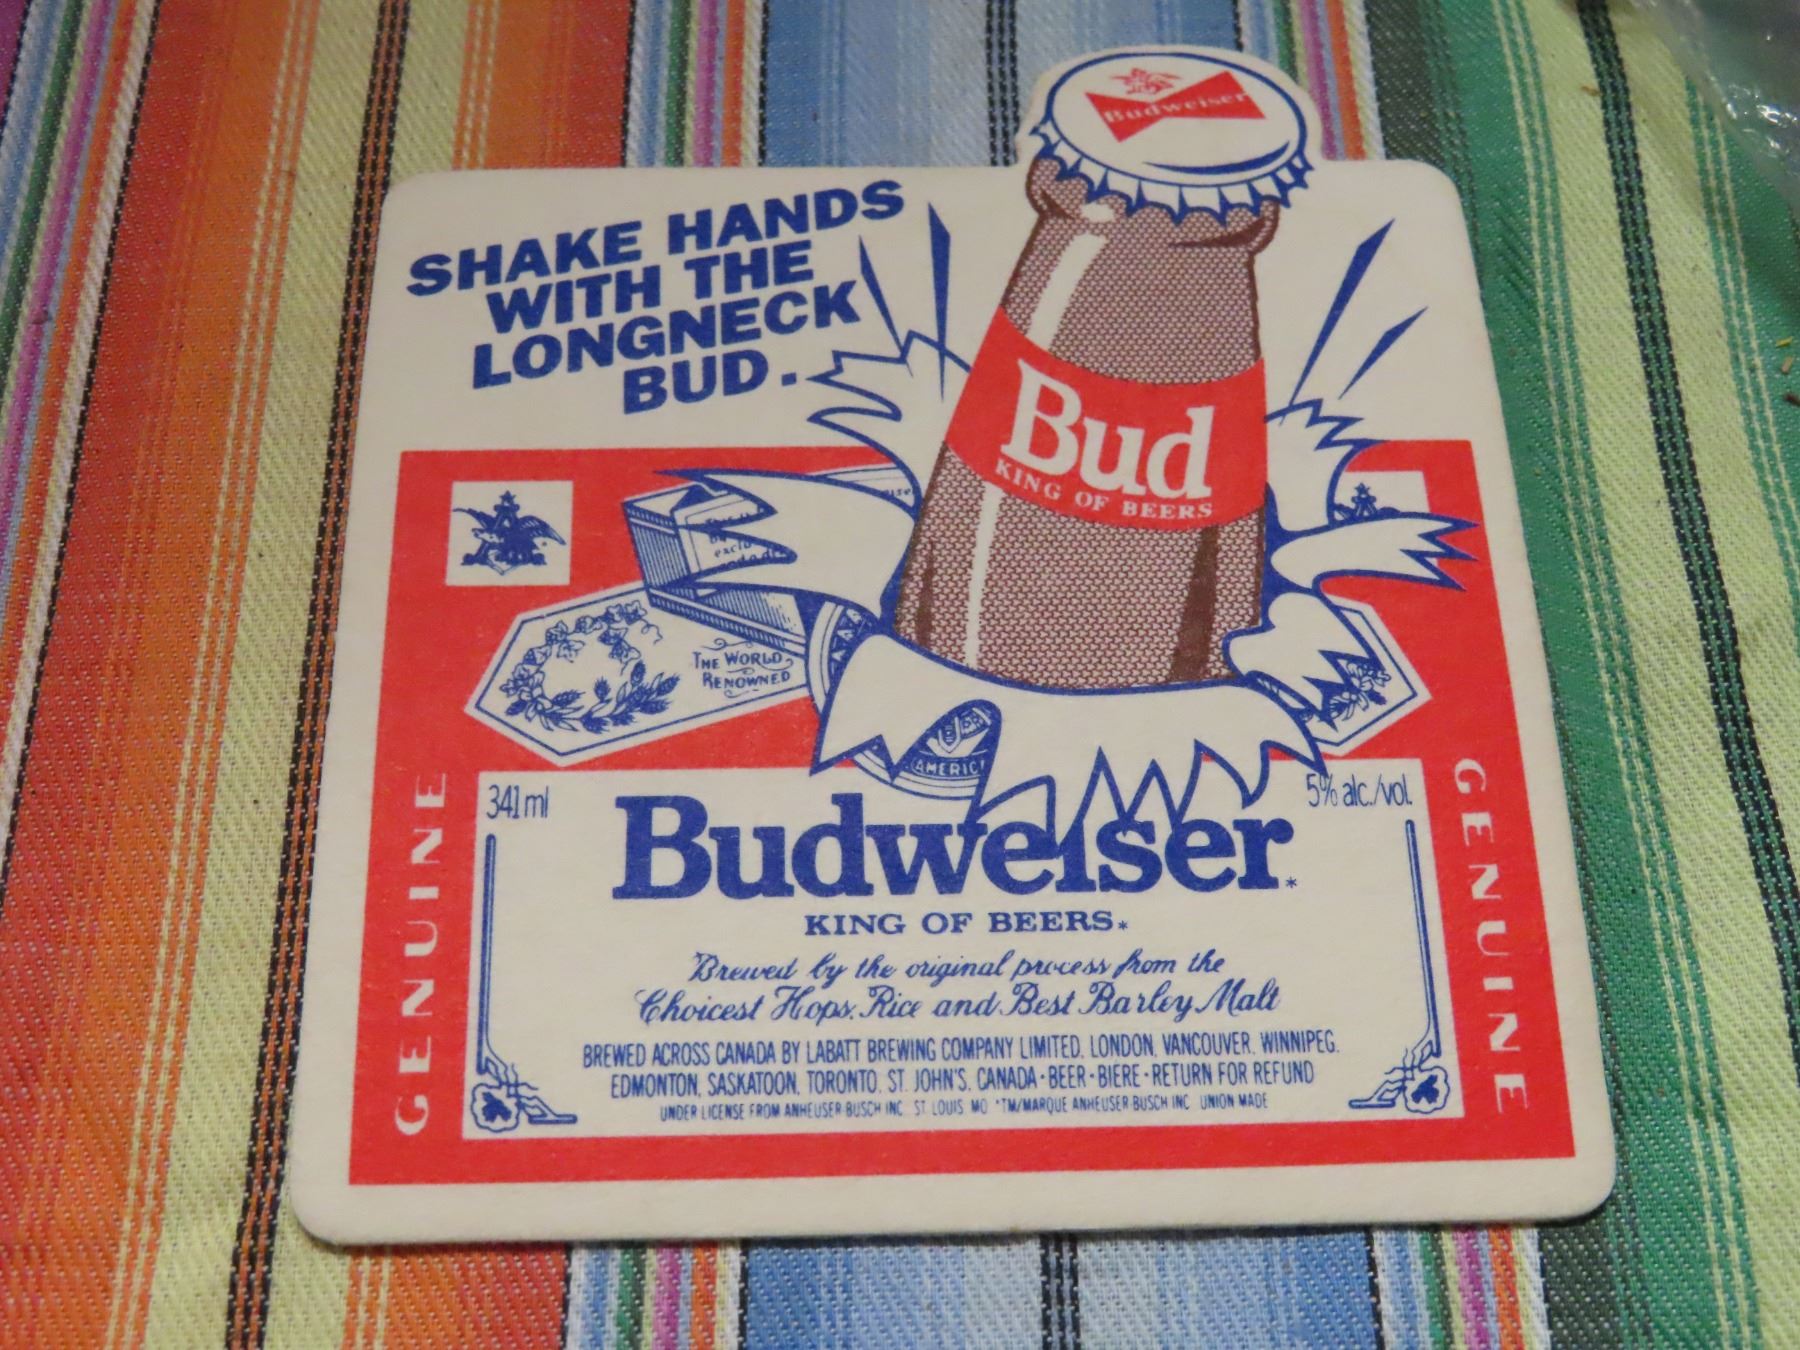 Budweiser
SHAKE HANDS
WITH THE
LONGNECK
BUD.
Bud
KING OF BEERS
THE WORLD
RENOWNED
AMERIC
341 ml
5% alc./vol.
GENUINE
GENUINE
Budweiser*
KING OF BEERS*
Brewed by the original process from the
Choicest Hops, Rice and Best Barley Malt
BREWED ACROSS CANADA BY LABATT BREWING COMPANY LIMITED, LONDON, VANCOUVER, WINNIPEG,
EDMONTON, SASKATOON, TORONTO, ST. JOHN'S, CANADA • BEER • BIERE • RETURN FOR REFUND
UNDER LICENSE FROM ANHEUSER-BUSCH INC. ST. LOUIS MO *TM/MARQUE ANHEUSER-BUSCH INC UNION MADE